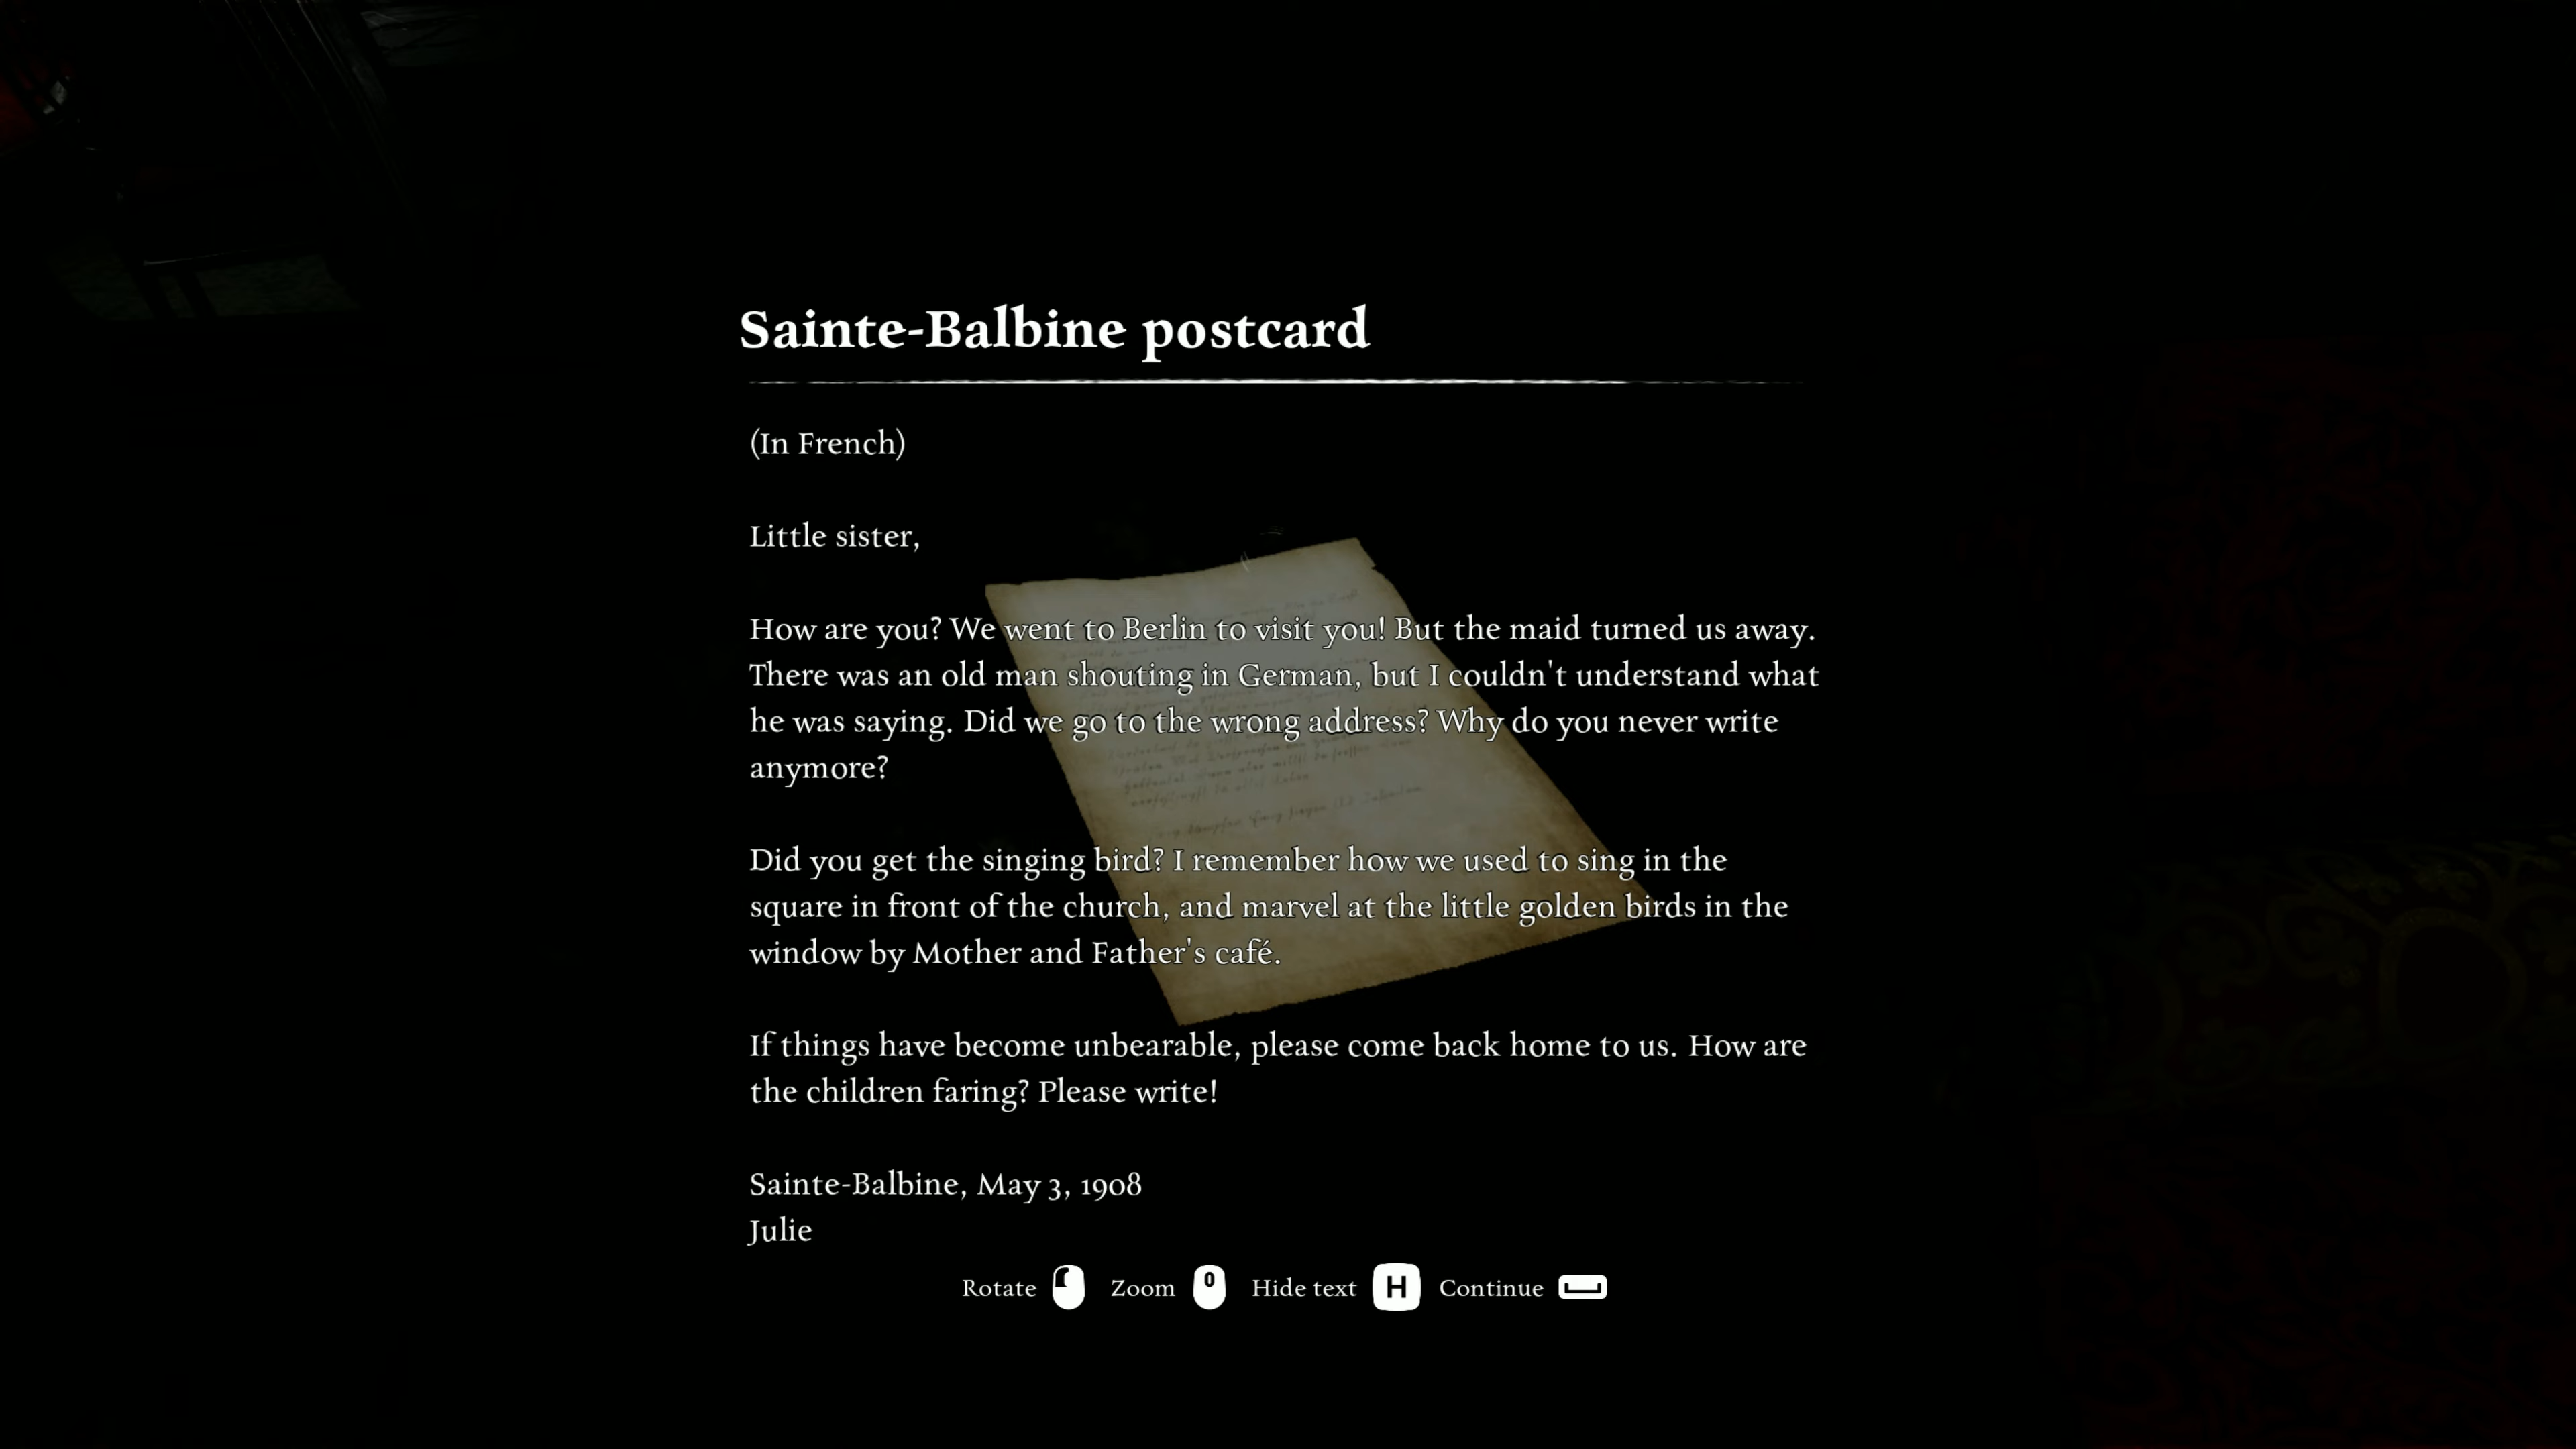 Sainte-Balbine postcard
(In French)
Little sister,
How are you? We went to Berlin to visit you! But the maid turned us away.
There was an old man shouting in German, but I couldn't understand what
he was saying. Did we go to the wrong address? Why do you never write
anymore?
Did you get the singing bird? I remember how we used to sing in the
square in front of the church, and marvel at the little golden birds in the
window by Mother and Father's café.
If things have become unbearable, please come back home to us. How are
the children faring? Please write!
Sainte-Balbine, May 3, 1908
Julie
Rotate Zoom 0 Hide text H Continue